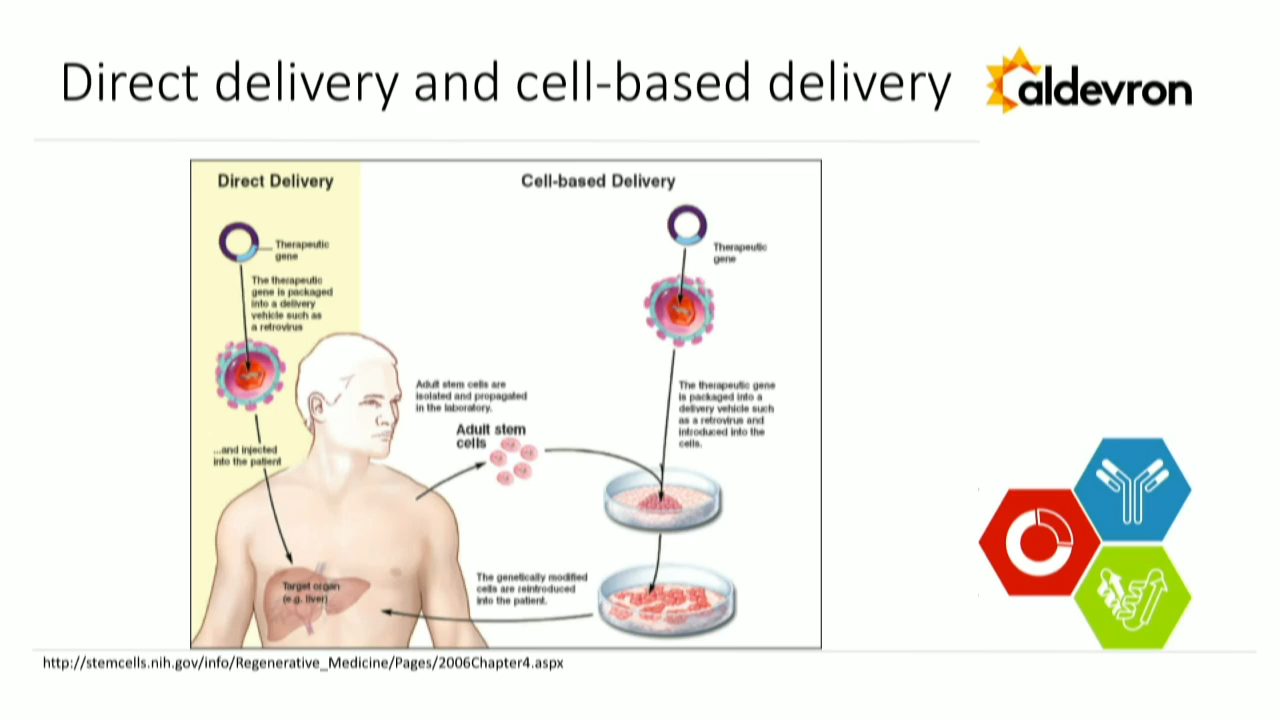 Direct delivery and cell-based delivery
aldevron
Direct Delivery
Therapeutic
gene
The therapeutic
gene is packaged
into a delivery
vehicle such as
a retrovirus
...and injected
into the patient
Target organ
(e.g. liver)
Cell-based Delivery
Therapeutic
gene
Adult stem cells are
isolated and propagated
in the laboratory.
Adult stem
cells
The therapeutic gene
is packaged into a
delivery vehicle such
as a retrovirus and
introduced into the
cells.
The genetically modified
cells are reintroduced
into the patient.
http://stemcells.nih.gov/info/Regenerative_Medicine/Pages/2006Chapter4.aspx